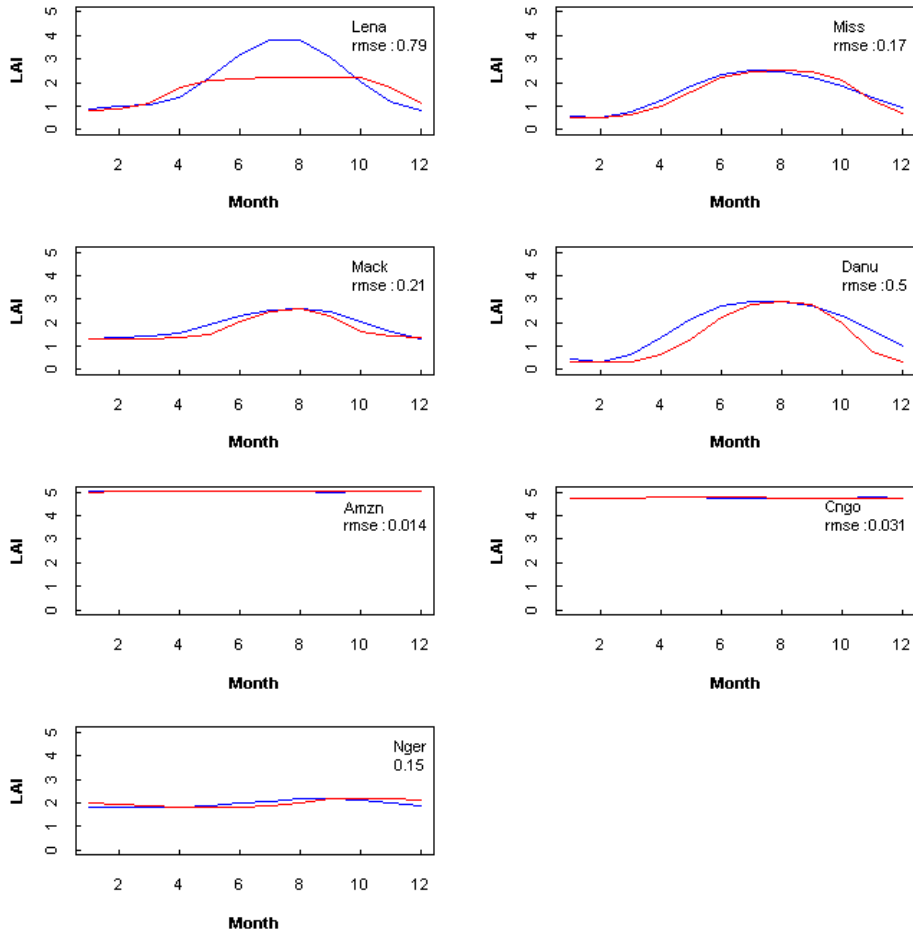 LAI
5
4
3
2
1
0
Lena
rmse :0.79
2 4 6 8 10 12
Month
LAI
5
4
3
2
1
0
Miss
rmse :0.17
2 4 6 8 10 12
Month
LAI
5
4
3
2
1
0
Mack
rmse :0.21
2 4 6 8 10 12
Month
LAI
5
4
3
2
1
0
Danu
rmse :0.5
2 4 6 8 10 12
Month
LAI
5
4
3
2
1
0
Amzn
rmse :0.014
2 4 6 8 10 12
Month
LAI
5
4
3
2
1
0
Cngo
rmse :0.031
2 4 6 8 10 12
Month
LAI
5
4
3
2
1
0
Nger
0.15
2 4 6 8 10 12
Month